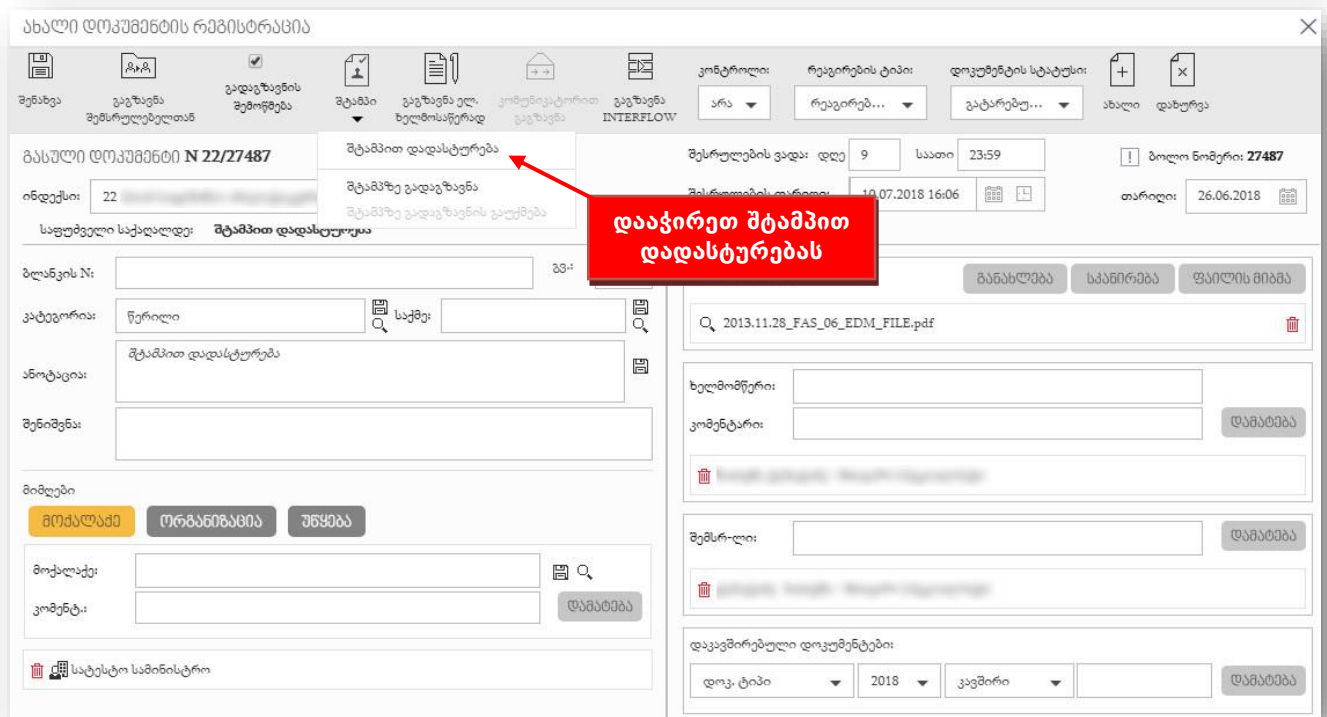 ახალი დოკუმენტის რეგისტრაცია
შენახვა
გაგზავნა
შემსრულებელთან
გადაგზავნის
შემოწმება
შტამპი
გაგზავნა ელ.
ხელმოსაწერად
კომუნიკატორით
გაგზავნა
გაგზავნა
INTERFLOW
კონტროლი:
არა
რეაგირების ტიპი:
რეაგირებ...
დოკუმენტის სტატუსი:
გატარებუ...
ახალი
დახურვა
შტამპით დადასტურება
შტამპზე გადაგზავნა
შტამპზე გადაგზავნის გაუქმება
გასული დოკუმენტი N 22/27487
შესრულების ვადა: დღე 9 საათი 23:59
ბოლო ნომერი: 27487
ინდექსი: 22
შესრულების თარიღი: 10.07.2018 16:06
თარიღი: 26.06.2018
დააჭირეთ შტამპით
დადასტურებას
საფუძველი საქაღალდე: შტამპით დადასტურება
ბლანკის N:
გვ.:
განახლება
სკანირება
ფაილის მიბმა
კატეგორია: წერილი
საქმე:
2013.11.28_FAS_06_EDM_FILE.pdf
ანოტაცია: შტამპით დადასტურება
შენიშვნა:
ხელმომწერი:
კომენტარი:
დამატება
მიმღები
მოქალაქე
ორგანიზაცია
უწყება
მოქალაქე:
კომენტ.:
დამატება
სატესტო სამინისტრო
შემსრ-ლი:
დამატება
დაკავშირებული დოკუმენტები:
დოკ. ტიპი
2018
კავშირი
დამატება